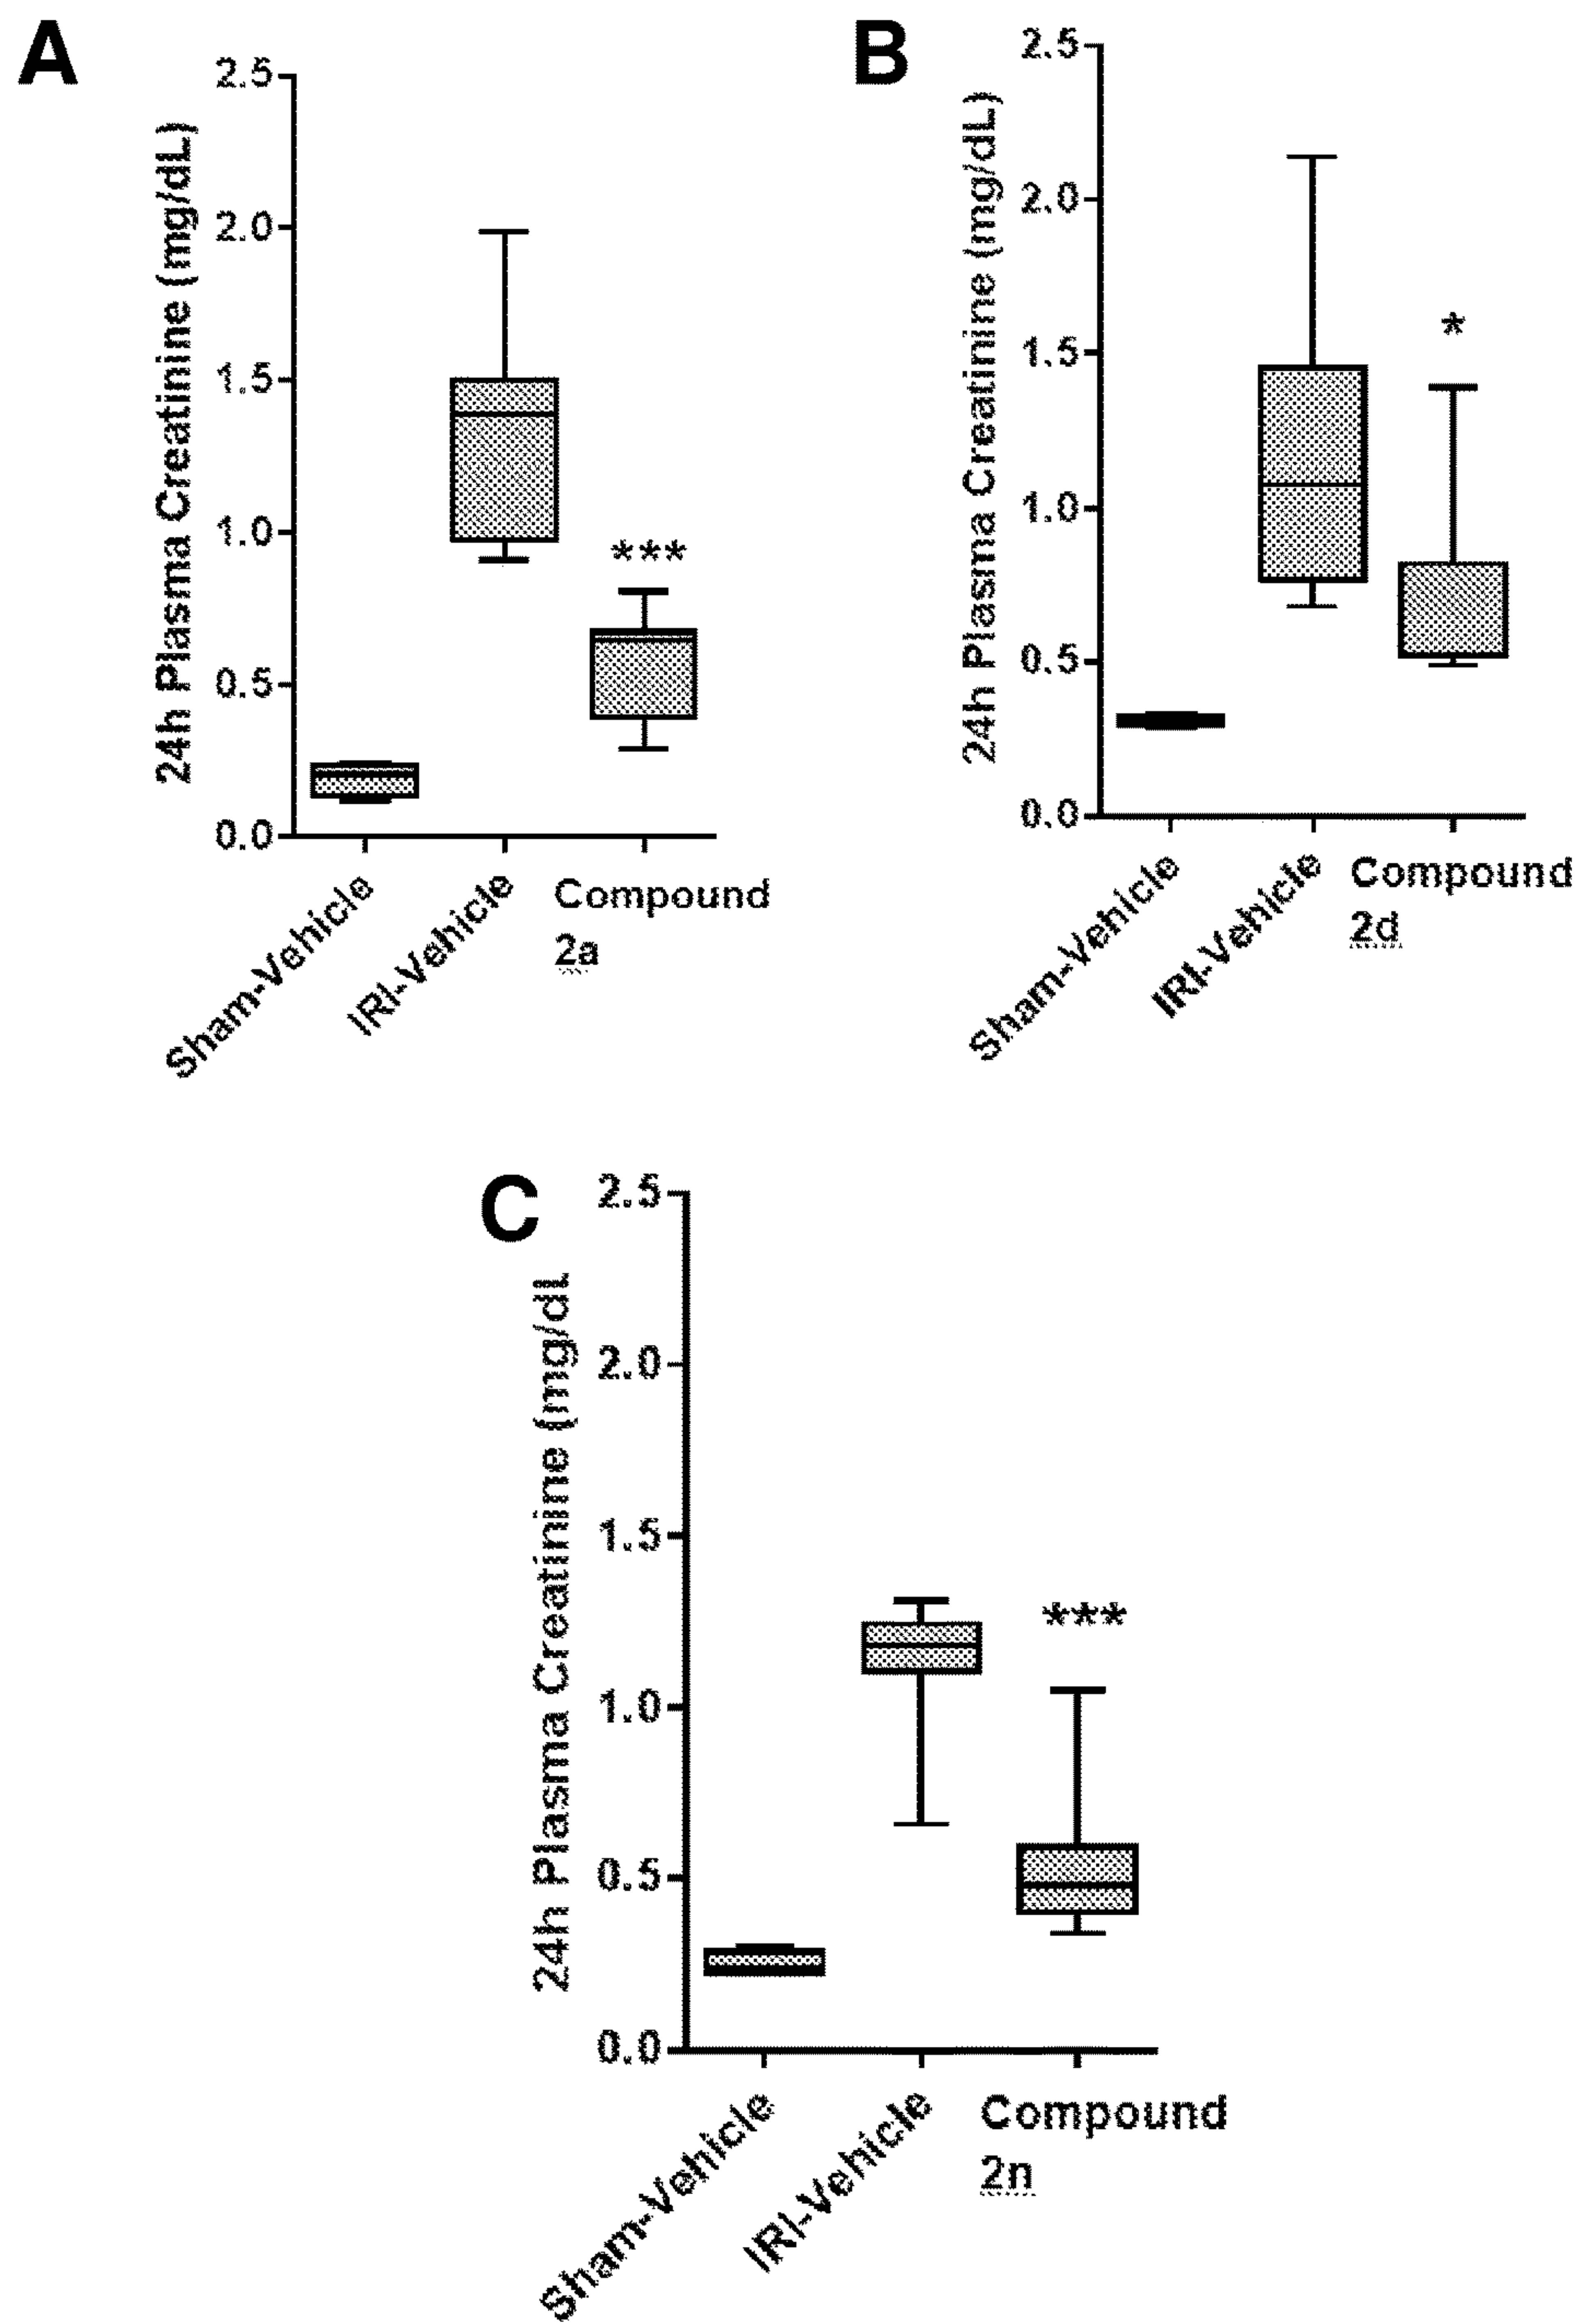 A
24h Plasma Creatinine (mg/dL)
2.5
2.0
1.5
1.0
0.5
0.0
***
Sham-Vehicle
IRI-Vehicle
Compound
2a
B
24h Plasma Creatinine (mg/dL)
2.5
2.0
1.5
1.0
0.5
0.0
*
Sham-Vehicle
IRI-Vehicle
Compound
2d
C
24h Plasma Creatinine (mg/dL
2.5
2.0
1.5
1.0
0.5
0.0
***
Sham-Vehicle
IRI-Vehicle
Compound
2n